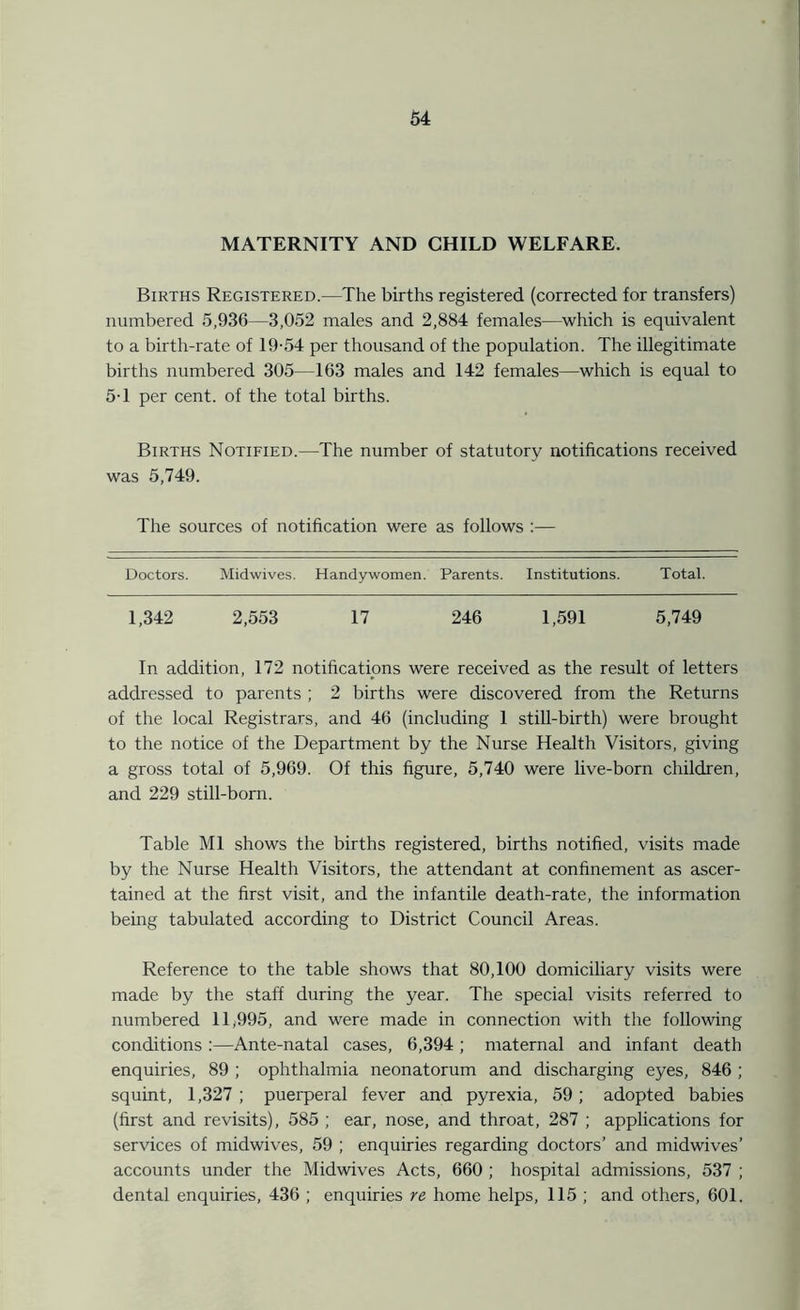 54
MATERNITY AND CHILD WELFARE.
Births Registered.—The births registered (corrected for transfers)
numbered 5,936—3,052 males and 2,884 females—which is equivalent
to a birth-rate of 19·54 per thousand of the population. The illegitimate
births numbered 305—163 males and 142 females—which is equal to
5·1 per cent. of the total births.
Births Notified.—The number of statutory notifications received
was 5,749.
The sources of notification were as follows :—
Doctors. Midwives. Handywomen. Parents. Institutions. Total.
1,342 2,553 17 246 1,591 5,749
In addition, 172 notifications were received as the result of letters
addressed to parents ; 2 births were discovered from the Returns
of the local Registrars, and 46 (including 1 still-birth) were brought
to the notice of the Department by the Nurse Health Visitors, giving
a gross total of 5,969. Of this figure, 5,740 were live-born children,
and 229 still-born.
Table M1 shows the births registered, births notified, visits made
by the Nurse Health Visitors, the attendant at confinement as ascer-
tained at the first visit, and the infantile death-rate, the information
being tabulated according to District Council Areas.
Reference to the table shows that 80,100 domiciliary visits were
made by the staff during the year. The special visits referred to
numbered 11,995, and were made in connection with the following
conditions :—Ante-natal cases, 6,394 ; maternal and infant death
enquiries, 89 ; ophthalmia neonatorum and discharging eyes, 846 ;
squint, 1,327 ; puerperal fever and pyrexia, 59 ; adopted babies
(first and revisits), 585 ; ear, nose, and throat, 287 ; applications for
services of midwives, 59 ; enquiries regarding doctors' and midwives'
accounts under the Midwives Acts, 660 ; hospital admissions, 537 ;
dental enquiries, 436 ; enquiries re home helps, 115 ; and others, 601.